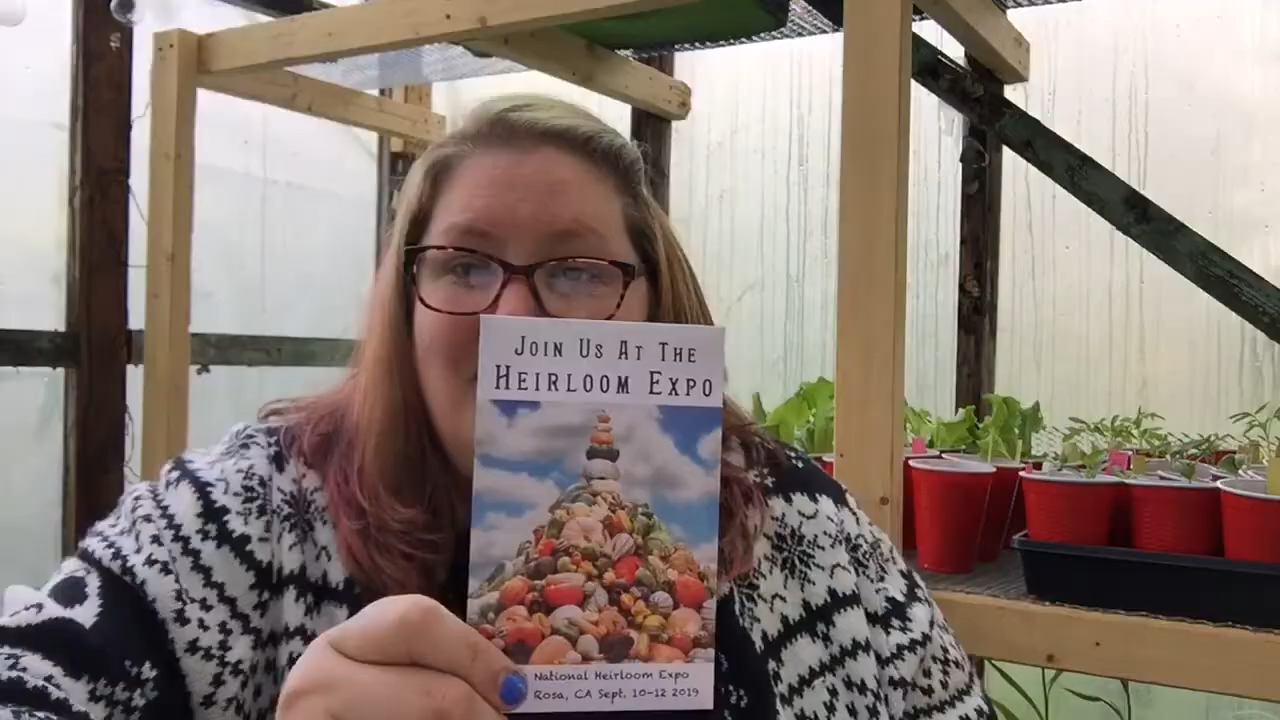 Join Us At The
Heirloom Expo
National Heirloom Expo
Rosa, CA Sept. 10-12 2019